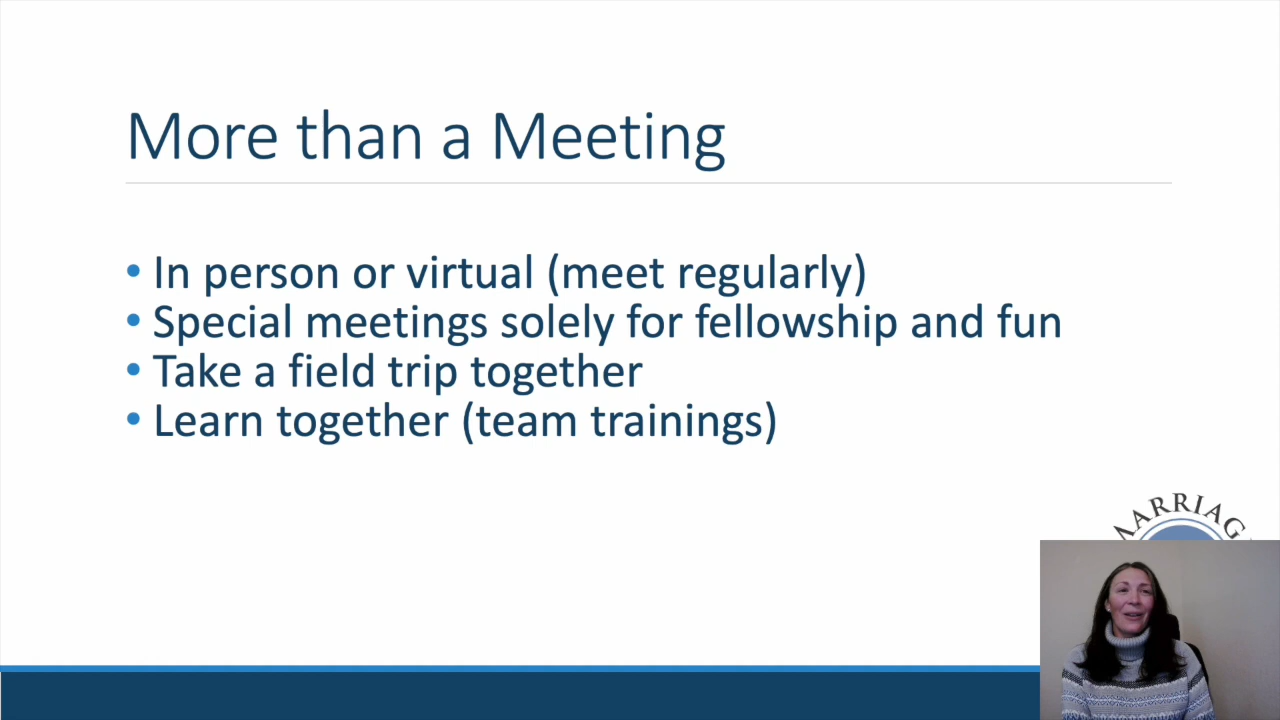 More than a Meeting
• In person or virtual (meet regularly)
• Special meetings solely for fellowship and fun
• Take a field trip together
• Learn together (team trainings)
MARRIAG